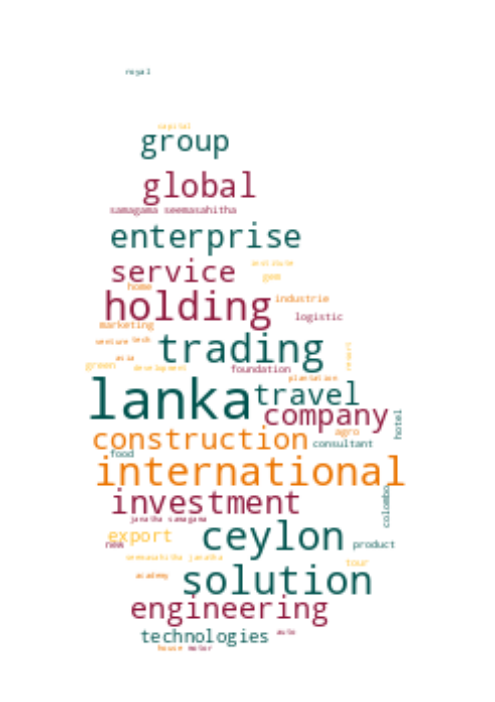 royal
capital
group
global
samagama seemasahitha
enterprise
institute
service
gem
home
holding
industrie
logistic
marketing
venture tech
trading
resort
asia
green
development
foundation
plantation
lanka
travel
company
hotel
agro
construction
consultant
food
international
investment
colombo
janatha samagama
export
ceylon
new
product
seemasahitha janatha
tour
academy
solution
engineering
technologies
auto
house motor